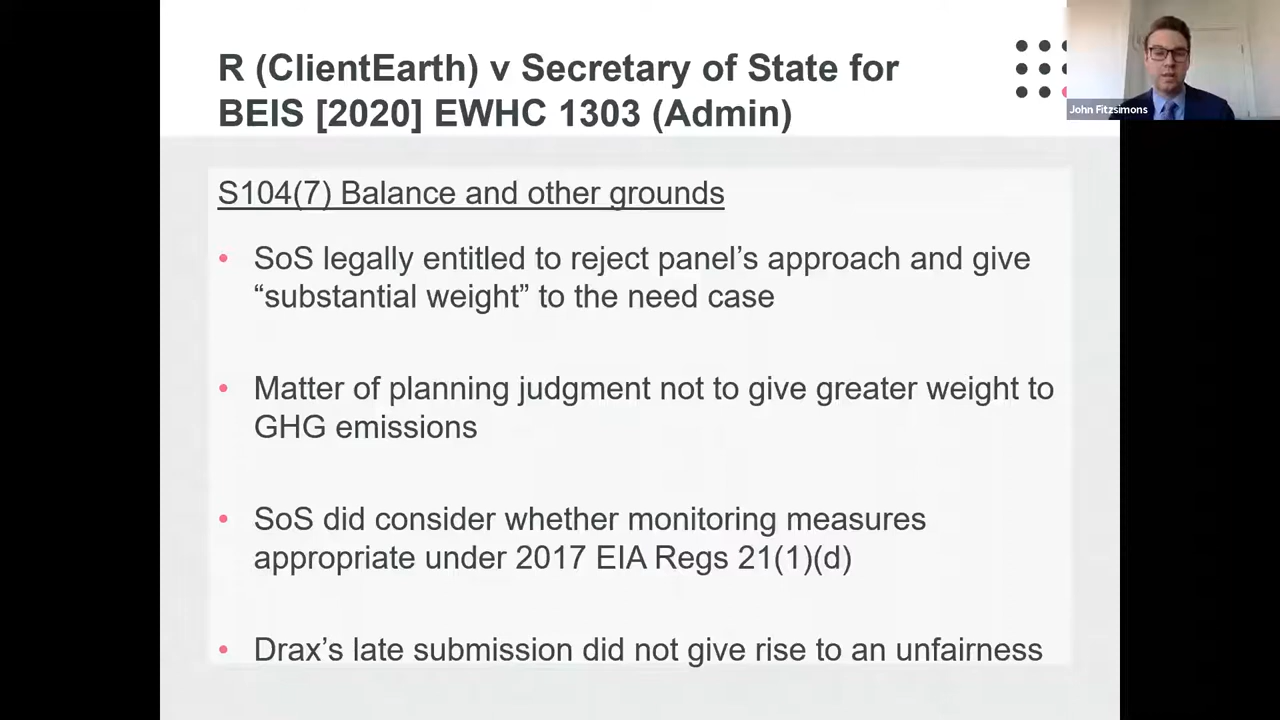 R (ClientEarth) v Secretary of State for
BEIS [2020] EWHC 1303 (Admin)
John Fitzsimons
S104(7) Balance and other grounds
• SoS legally entitled to reject panel’s approach and give
“substantial weight” to the need case
• Matter of planning judgment not to give greater weight to
GHG emissions
• SoS did consider whether monitoring measures
appropriate under 2017 EIA Regs 21(1)(d)
• Drax’s late submission did not give rise to an unfairness